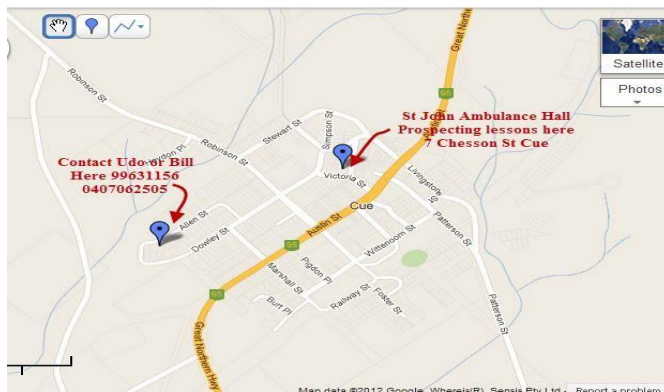 Satellite
Photos
Great Northern
95
Robinson St
Stewart St
Simpson St
St John Ambulance Hall
Prospecting lessons here
7 Chesson St Cue
Contact Udo or Bill
Here 99631156
0407062505
Robinson St
Victoria St
Livingstone St
Cue
Allen St
Dowley St
Austin St
95
Wittenoom St
Patterson St
Marshall St
Pigdon Pl
Railway St
Foster St
Burt Pl
95
Patterson St
Great Northern Hwy
Map data ©2012 Google, Whereis(R), Sensis Pty Ltd - Report a problem